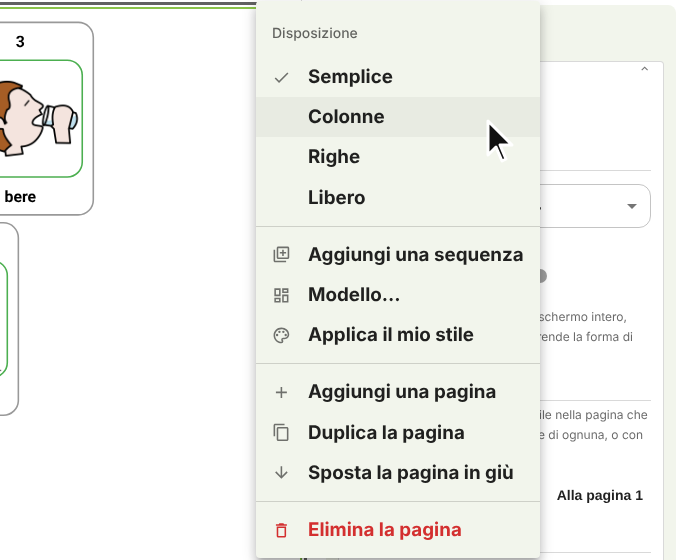 3
bere
Disposizione
Semplice
Colonne
Righe
Libero
Aggiungi una sequenza
Modello...
Applica il mio stile
Aggiungi una pagina
Duplica la pagina
Sposta la pagina in giù
Elimina la pagina
schermo intero,
rende la forma di
ile nella pagina che
e di ognuna, o con
Alla pagina 1